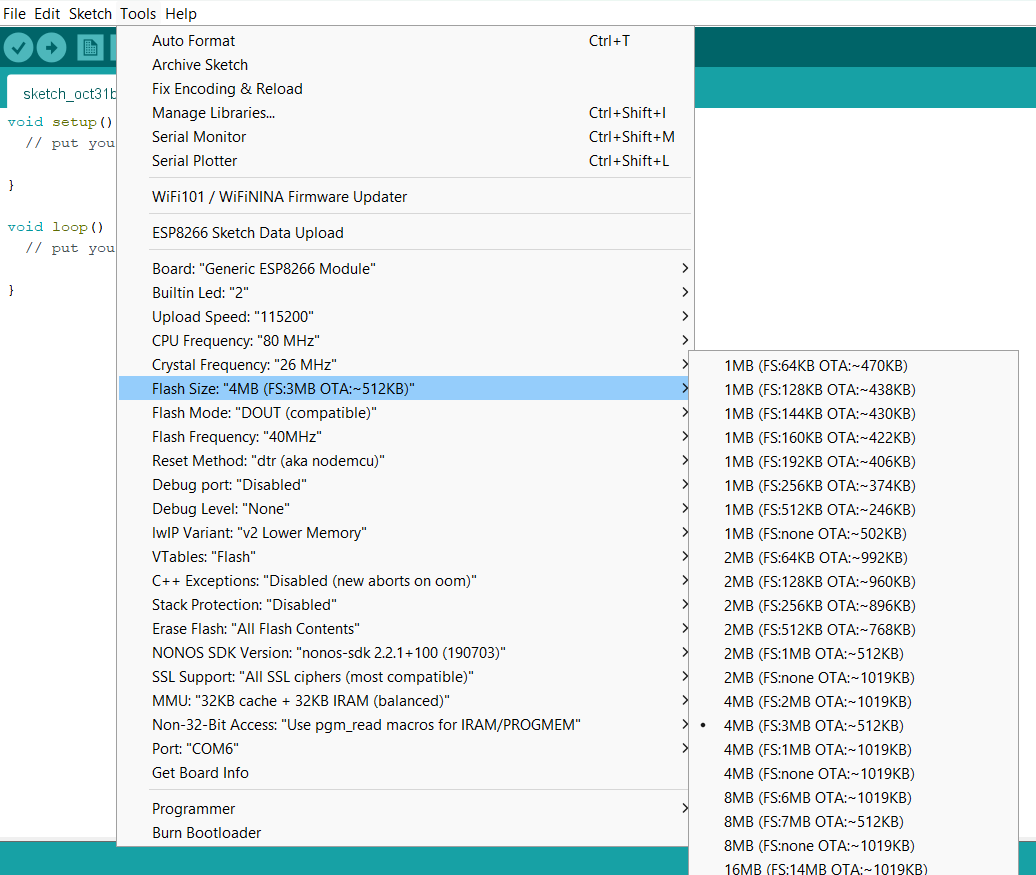 File Edit Sketch Tools Help
sketch_oct31b
void setup()
// put you
}
void loop()
// put you
}
Auto Format Ctrl+T
Archive Sketch
Fix Encoding & Reload
Manage Libraries... Ctrl+Shift+I
Serial Monitor Ctrl+Shift+M
Serial Plotter Ctrl+Shift+L
WiFi101 / WiFiNINA Firmware Updater
ESP8266 Sketch Data Upload
Board: "Generic ESP8266 Module"
Builtin Led: "2"
Upload Speed: "115200"
CPU Frequency: "80 MHz"
Crystal Frequency: "26 MHz"
Flash Size: "4MB (FS:3MB OTA:~512KB)"
Flash Mode: "DOUT (compatible)"
Flash Frequency: "40MHz"
Reset Method: "dtr (aka nodemcu)"
Debug port: "Disabled"
Debug Level: "None"
lwIP Variant: "v2 Lower Memory"
VTables: "Flash"
C++ Exceptions: "Disabled (new aborts on oom)"
Stack Protection: "Disabled"
Erase Flash: "All Flash Contents"
NONOS SDK Version: "nonos-sdk 2.2.1+100 (190703)"
SSL Support: "All SSL ciphers (most compatible)"
MMU: "32KB cache + 32KB IRAM (balanced)"
Non-32-Bit Access: "Use pgm_read macros for IRAM/PROGMEM"
Port: "COM6"
Get Board Info
Programmer
Burn Bootloader
1MB (FS:64KB OTA:~470KB)
1MB (FS:128KB OTA:~438KB)
1MB (FS:144KB OTA:~430KB)
1MB (FS:160KB OTA:~422KB)
1MB (FS:192KB OTA:~406KB)
1MB (FS:256KB OTA:~374KB)
1MB (FS:512KB OTA:~246KB)
1MB (FS:none OTA:~502KB)
2MB (FS:64KB OTA:~992KB)
2MB (FS:128KB OTA:~960KB)
2MB (FS:256KB OTA:~896KB)
2MB (FS:512KB OTA:~768KB)
2MB (FS:1MB OTA:~512KB)
2MB (FS:none OTA:~1019KB)
4MB (FS:2MB OTA:~1019KB)
4MB (FS:3MB OTA:~512KB)
4MB (FS:1MB OTA:~1019KB)
4MB (FS:none OTA:~1019KB)
8MB (FS:6MB OTA:~1019KB)
8MB (FS:7MB OTA:~512KB)
8MB (FS:none OTA:~1019KB)
16MB (FS:14MB OTA:~1019KB)